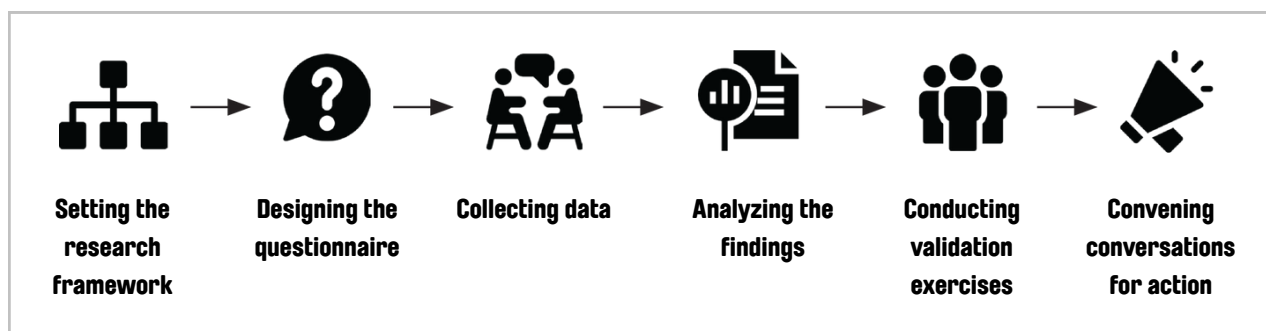 Setting the
research
framework
Designing the
questionnaire
Collecting data
Analyzing the
findings
Conducting
validation
exercises
Convening
conversations
for action